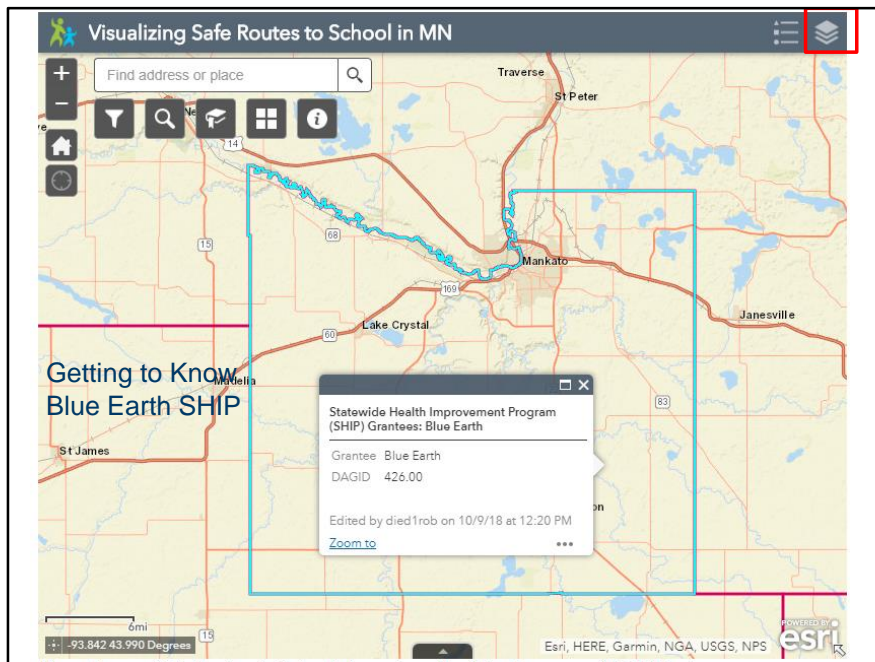 Visualizing Safe Routes to School in MN
+
Find address or place
−
Traverse
St Peter
14
15
68
Mankato
169
Janesville
60
Lake Crystal
Getting to Know
Madelia
Blue Earth SHIP
83
Statewide Health Improvement Program
(SHIP) Grantees: Blue Earth
St James
Grantee Blue Earth
DAGID 426.00
on
Edited by died1rob on 10/9/18 at 12:20 PM
Zoom to
6mi
15
-93.842 43.990 Degrees
Esri, HERE, Garmin, NGA, USGS, NPS
POWERED BY
esri